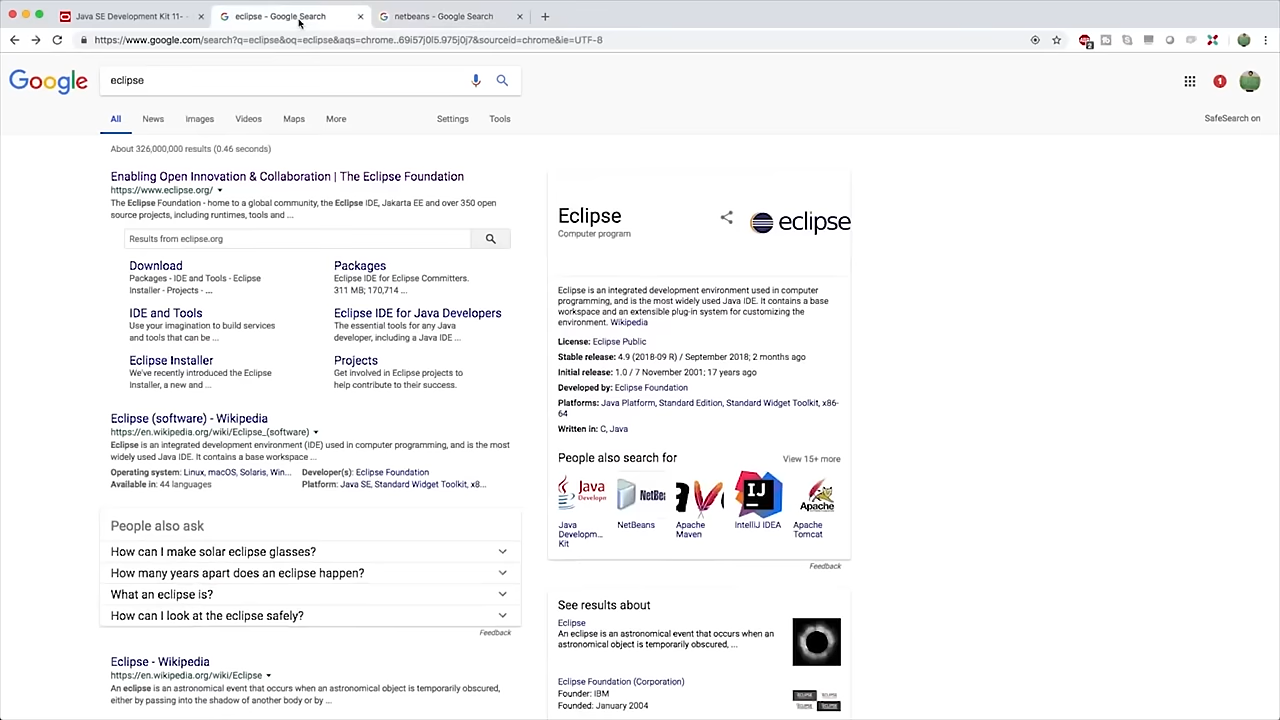 Java SE Development Kit 11-
eclipse - Google Search
netbeans - Google Search
https://www.google.com/search?q=eclipse&oq=eclipse&aqs=chrome..69i57j0l5.975j0j7&sourceid=chrome&ie=UTF-8
2
Google
eclipse
1
All
News
Images
Videos
Maps
More
Settings
Tools
SafeSearch on
About 326,000,000 results (0.46 seconds)
Enabling Open Innovation & Collaboration | The Eclipse Foundation
https://www.eclipse.org/
The Eclipse Foundation - home to a global community, the Eclipse IDE, Jakarta EE and over 350 open
source projects, including runtimes, tools and ...
Results from eclipse.org
Download
Packages - IDE and Tools - Eclipse
Installer - Projects - ...
Packages
Eclipse IDE for Eclipse Committers.
311 MB; 170,714 ...
IDE and Tools
Use your imagination to build services
and tools that can be ...
Eclipse IDE for Java Developers
The essential tools for any Java
developer, including a Java IDE ...
Eclipse Installer
We've recently introduced the Eclipse
Installer, a new and ...
Projects
Get involved in Eclipse projects to
help contribute to their success.
Eclipse (software) - Wikipedia
https://en.wikipedia.org/wiki/Eclipse_(software)
Eclipse is an integrated development environment (IDE) used in computer programming, and is the most
widely used Java IDE. It contains a base workspace ...
Operating system: Linux, macOS, Solaris, Win...
Developer(s): Eclipse Foundation
Available in: 44 languages
Platform: Java SE, Standard Widget Toolkit, x8...
People also ask
How can I make solar eclipse glasses?
How many years apart does an eclipse happen?
What an eclipse is?
How can I look at the eclipse safely?
Feedback
Eclipse - Wikipedia
https://en.wikipedia.org/wiki/Eclipse
An eclipse is an astronomical event that occurs when an astronomical object is temporarily obscured,
either by passing into the shadow of another body or by ...
Eclipse
Computer program
eclipse
Eclipse is an integrated development environment used in computer
programming, and is the most widely used Java IDE. It contains a base
workspace and an extensible plug-in system for customizing the
environment. Wikipedia
License: Eclipse Public
Stable release: 4.9 (2018-09 R) / September 2018; 2 months ago
Initial release: 1.0 / 7 November 2001; 17 years ago
Developed by: Eclipse Foundation
Platforms: Java Platform, Standard Edition, Standard Widget Toolkit, x86-
64
Written in: C, Java
People also search for
View 15+ more
Java
Develope
NetBe
IJ
Apache
Java
Developm...
Kit
NetBeans
Apache
Maven
IntelliJ IDEA
Apache
Tomcat
Feedback
See results about
Eclipse
An eclipse is an astronomical event that occurs when an
astronomical object is temporarily obscured, ...
Eclipse Foundation (Corporation)
Founder: IBM
Founded: January 2004